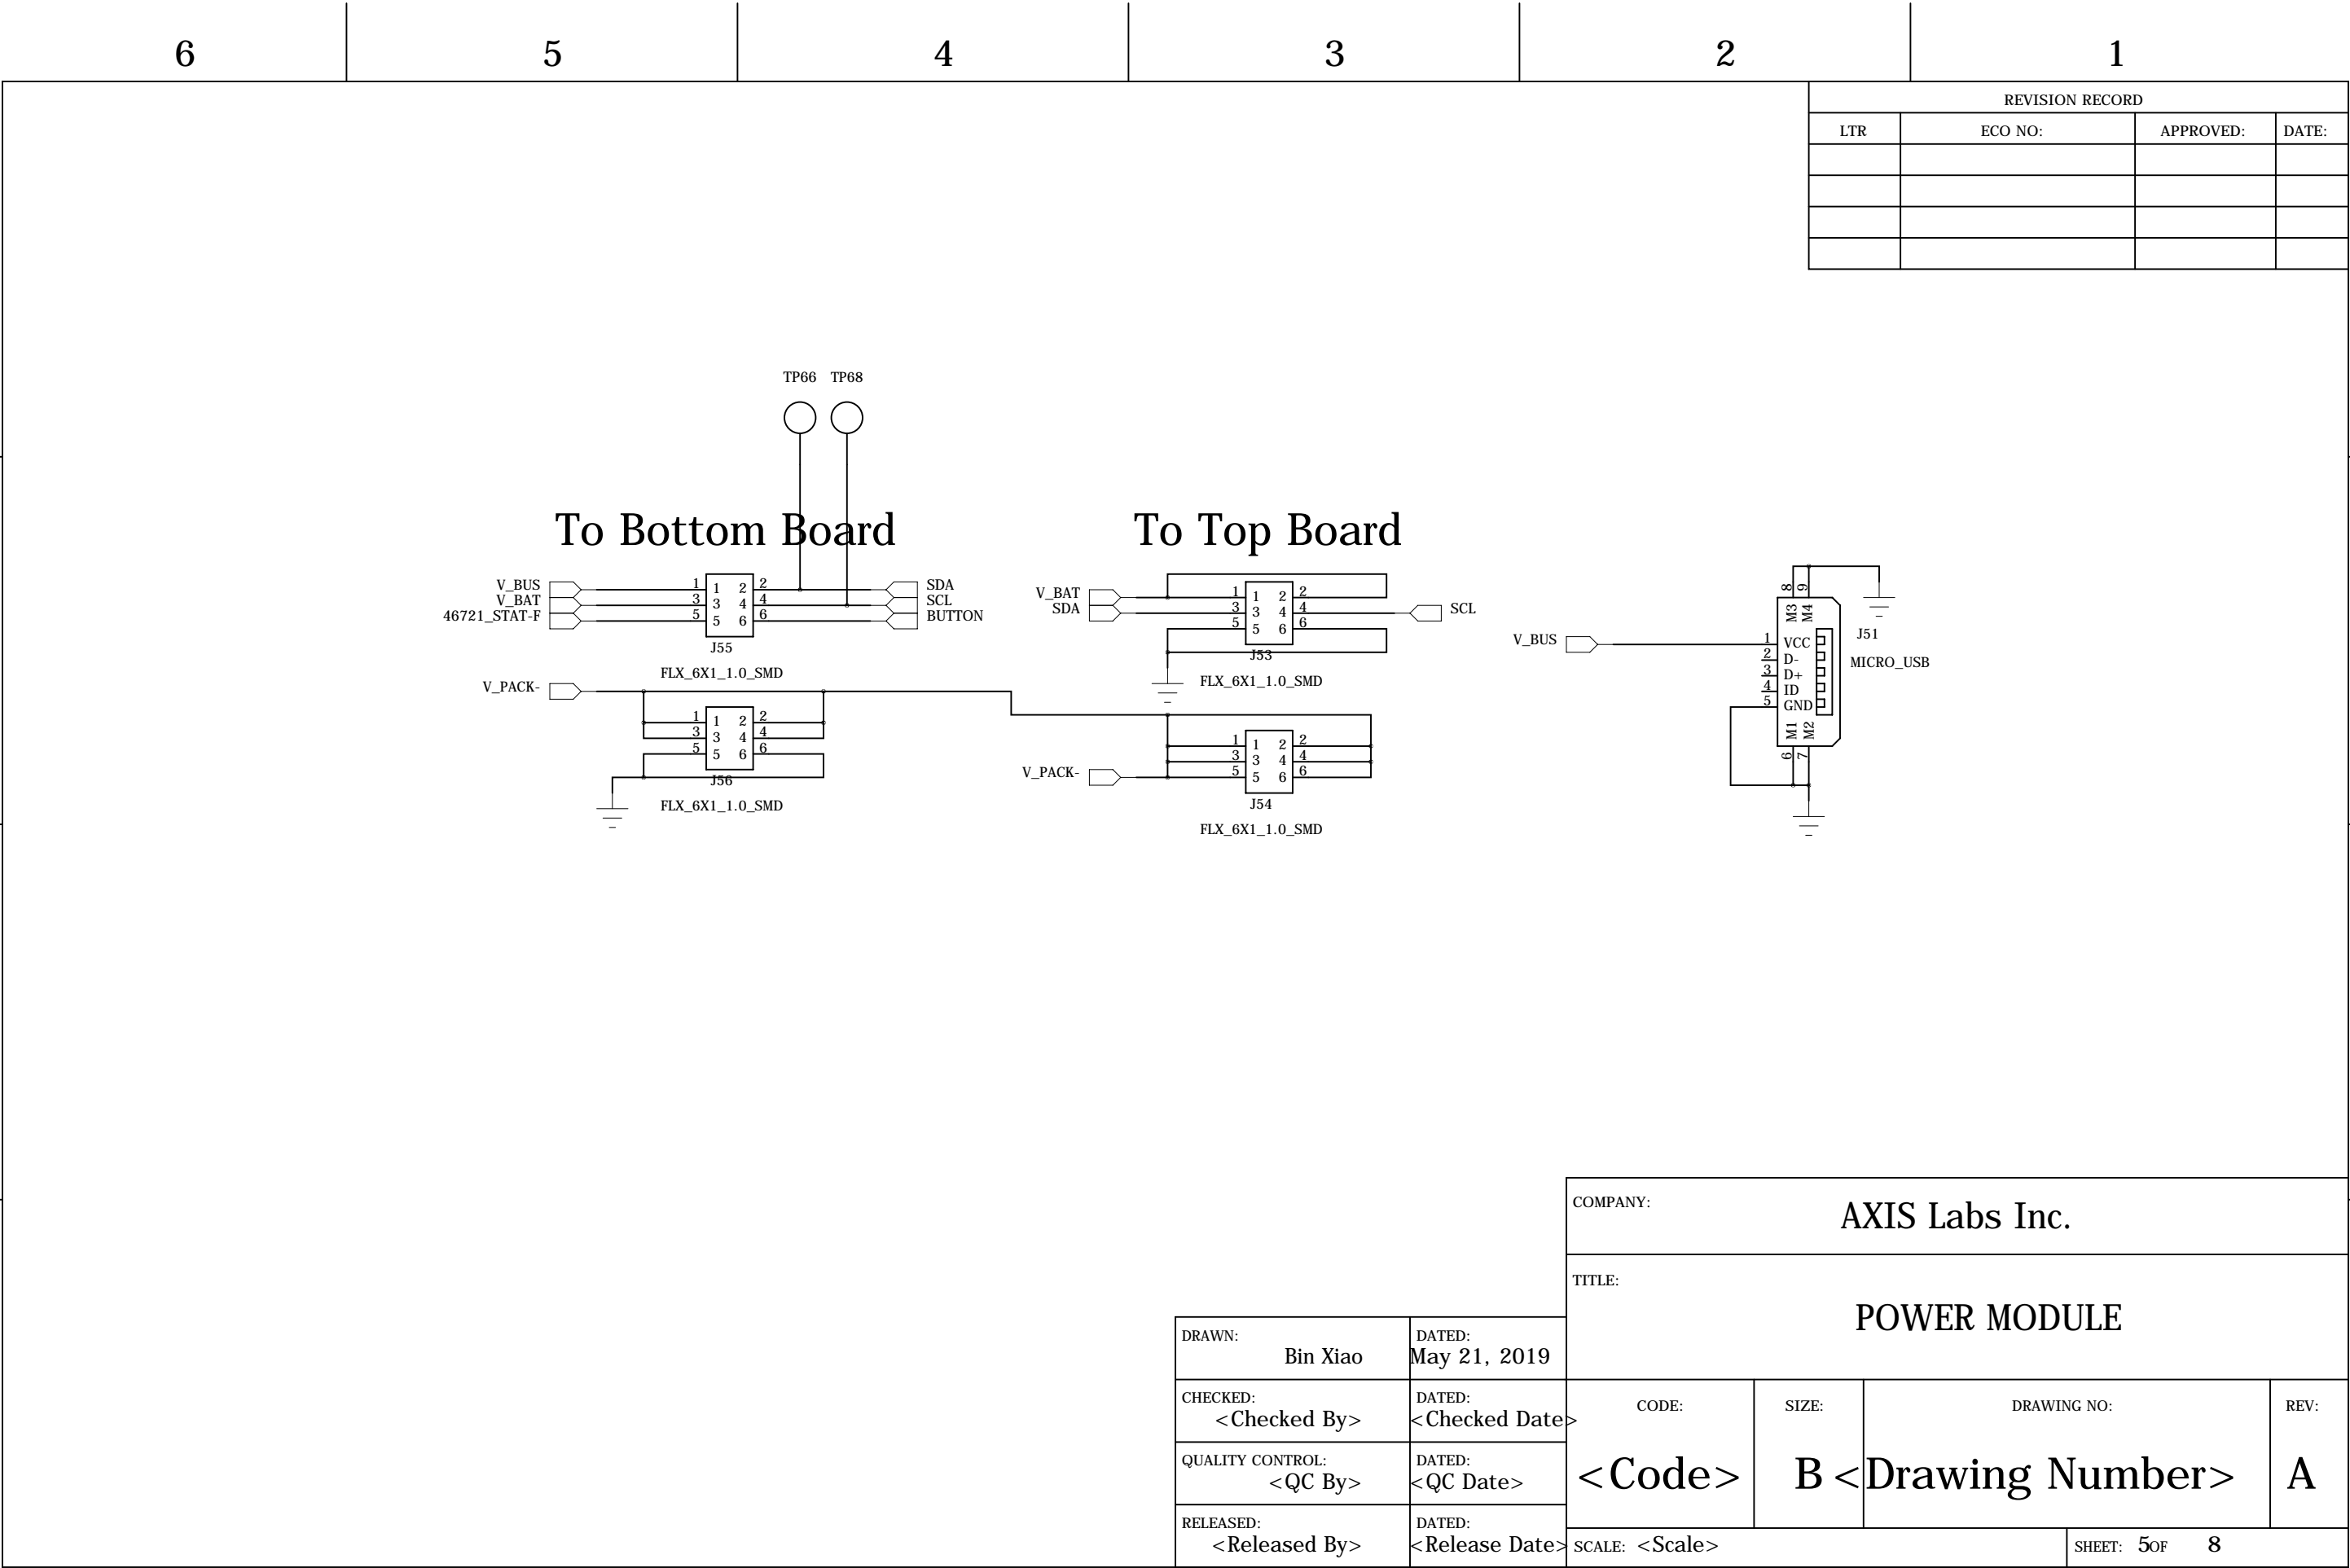 6 5 4 3 2 1
REVISION RECORD
LTR ECO NO: APPROVED: DATE:
TP66 TP68
To Bottom Board
To Top Board
V_BUS 1 1 2 2 SDA
V_BAT 3 3 4 4 SCL
46721_STAT-F 5 5 6 6 BUTTON
J55
FLX_6X1_1.0_SMD
V_BAT 1 1 2 2
SDA 3 3 4 4 SCL
5 5 6 6
J53
FLX_6X1_1.0_SMD
V_PACK-
1 1 2 2
3 3 4 4
5 5 6 6
J56
FLX_6X1_1.0_SMD
1 1 2 2
3 3 4 4
V_PACK- 5 5 6 6
J54
FLX_6X1_1.0_SMD
8 9
M3 M4
J51
MICRO_USB
V_BUS 1 VCC
2 D-
3 D+
4 ID
5 GND
M1 M2
6 7
COMPANY:
AXIS Labs Inc.
TITLE:
POWER MODULE
DRAWN: DATED:
Bin Xiao May 21, 2019
CHECKED: DATED:
<Checked By> <Checked Date>
QUALITY CONTROL: DATED:
<QC By> <QC Date>
RELEASED: DATED:
<Released By> <Release Date>
CODE: SIZE: DRAWING NO: REV:
<Code> B <Drawing Number> A
SCALE: <Scale> SHEET: 5 OF 8